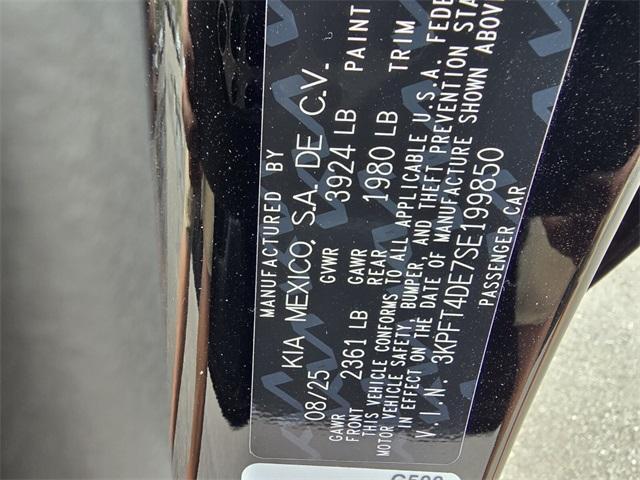 MANUFACTURED BY
KIA MEXICO, S.A. DE C.V.
08/25 GVWR 3924 LB PAINT
GAWR FRONT 2361 LB GAWR REAR 1980 LB TRIM
THIS VEHICLE CONFORMS TO ALL APPLICABLE U.S.A. FEDE
MOTOR VEHICLE SAFETY, BUMPER, AND THEFT PREVENTION STA
IN EFFECT ON THE DATE OF MANUFACTURE SHOWN ABOV
V.I.N. 3KPFT4DE7SE199850
PASSENGER CAR